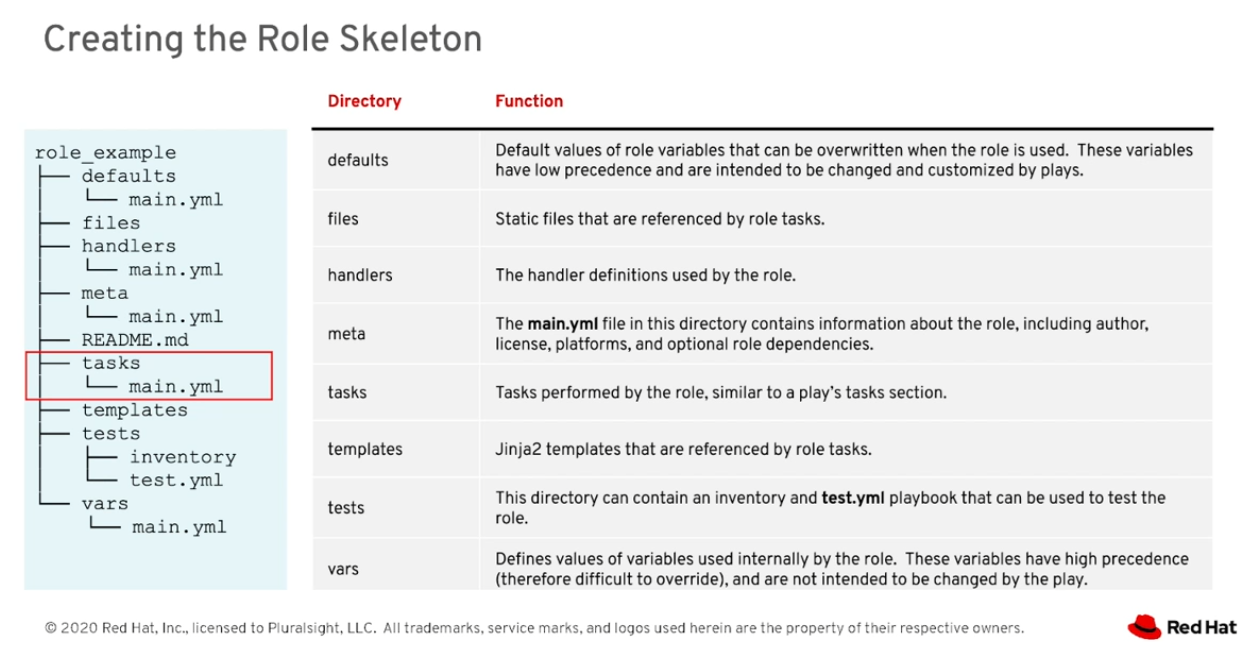 Creating the Role Skeleton
role_example
├── defaults
│   └── main.yml
├── files
├── handlers
│   └── main.yml
├── meta
│   └── main.yml
├── README.md
├── tasks
│   └── main.yml
├── templates
├── tests
│   ├── inventory
│   └── test.yml
└── vars
    └── main.yml
Directory Function
defaults
Default values of role variables that can be overwritten when the role is used. These variables
have low precedence and are intended to be changed and customized by plays.
files Static files that are referenced by role tasks.
handlers The handler definitions used by the role.
meta
The main.yml file in this directory contains information about the role, including author,
license, platforms, and optional role dependencies.
tasks Tasks performed by the role, similar to a play's tasks section.
templates Jinja2 templates that are referenced by role tasks.
tests
This directory can contain an inventory and test.yml playbook that can be used to test the
role.
vars
Defines values of variables used internally by the role. These variables have high precedence
(therefore difficult to override), and are not intended to be changed by the play.
© 2020 Red Hat, Inc., licensed to Pluralsight, LLC. All trademarks, service marks, and logos used herein are the property of their respective owners.
Red Hat